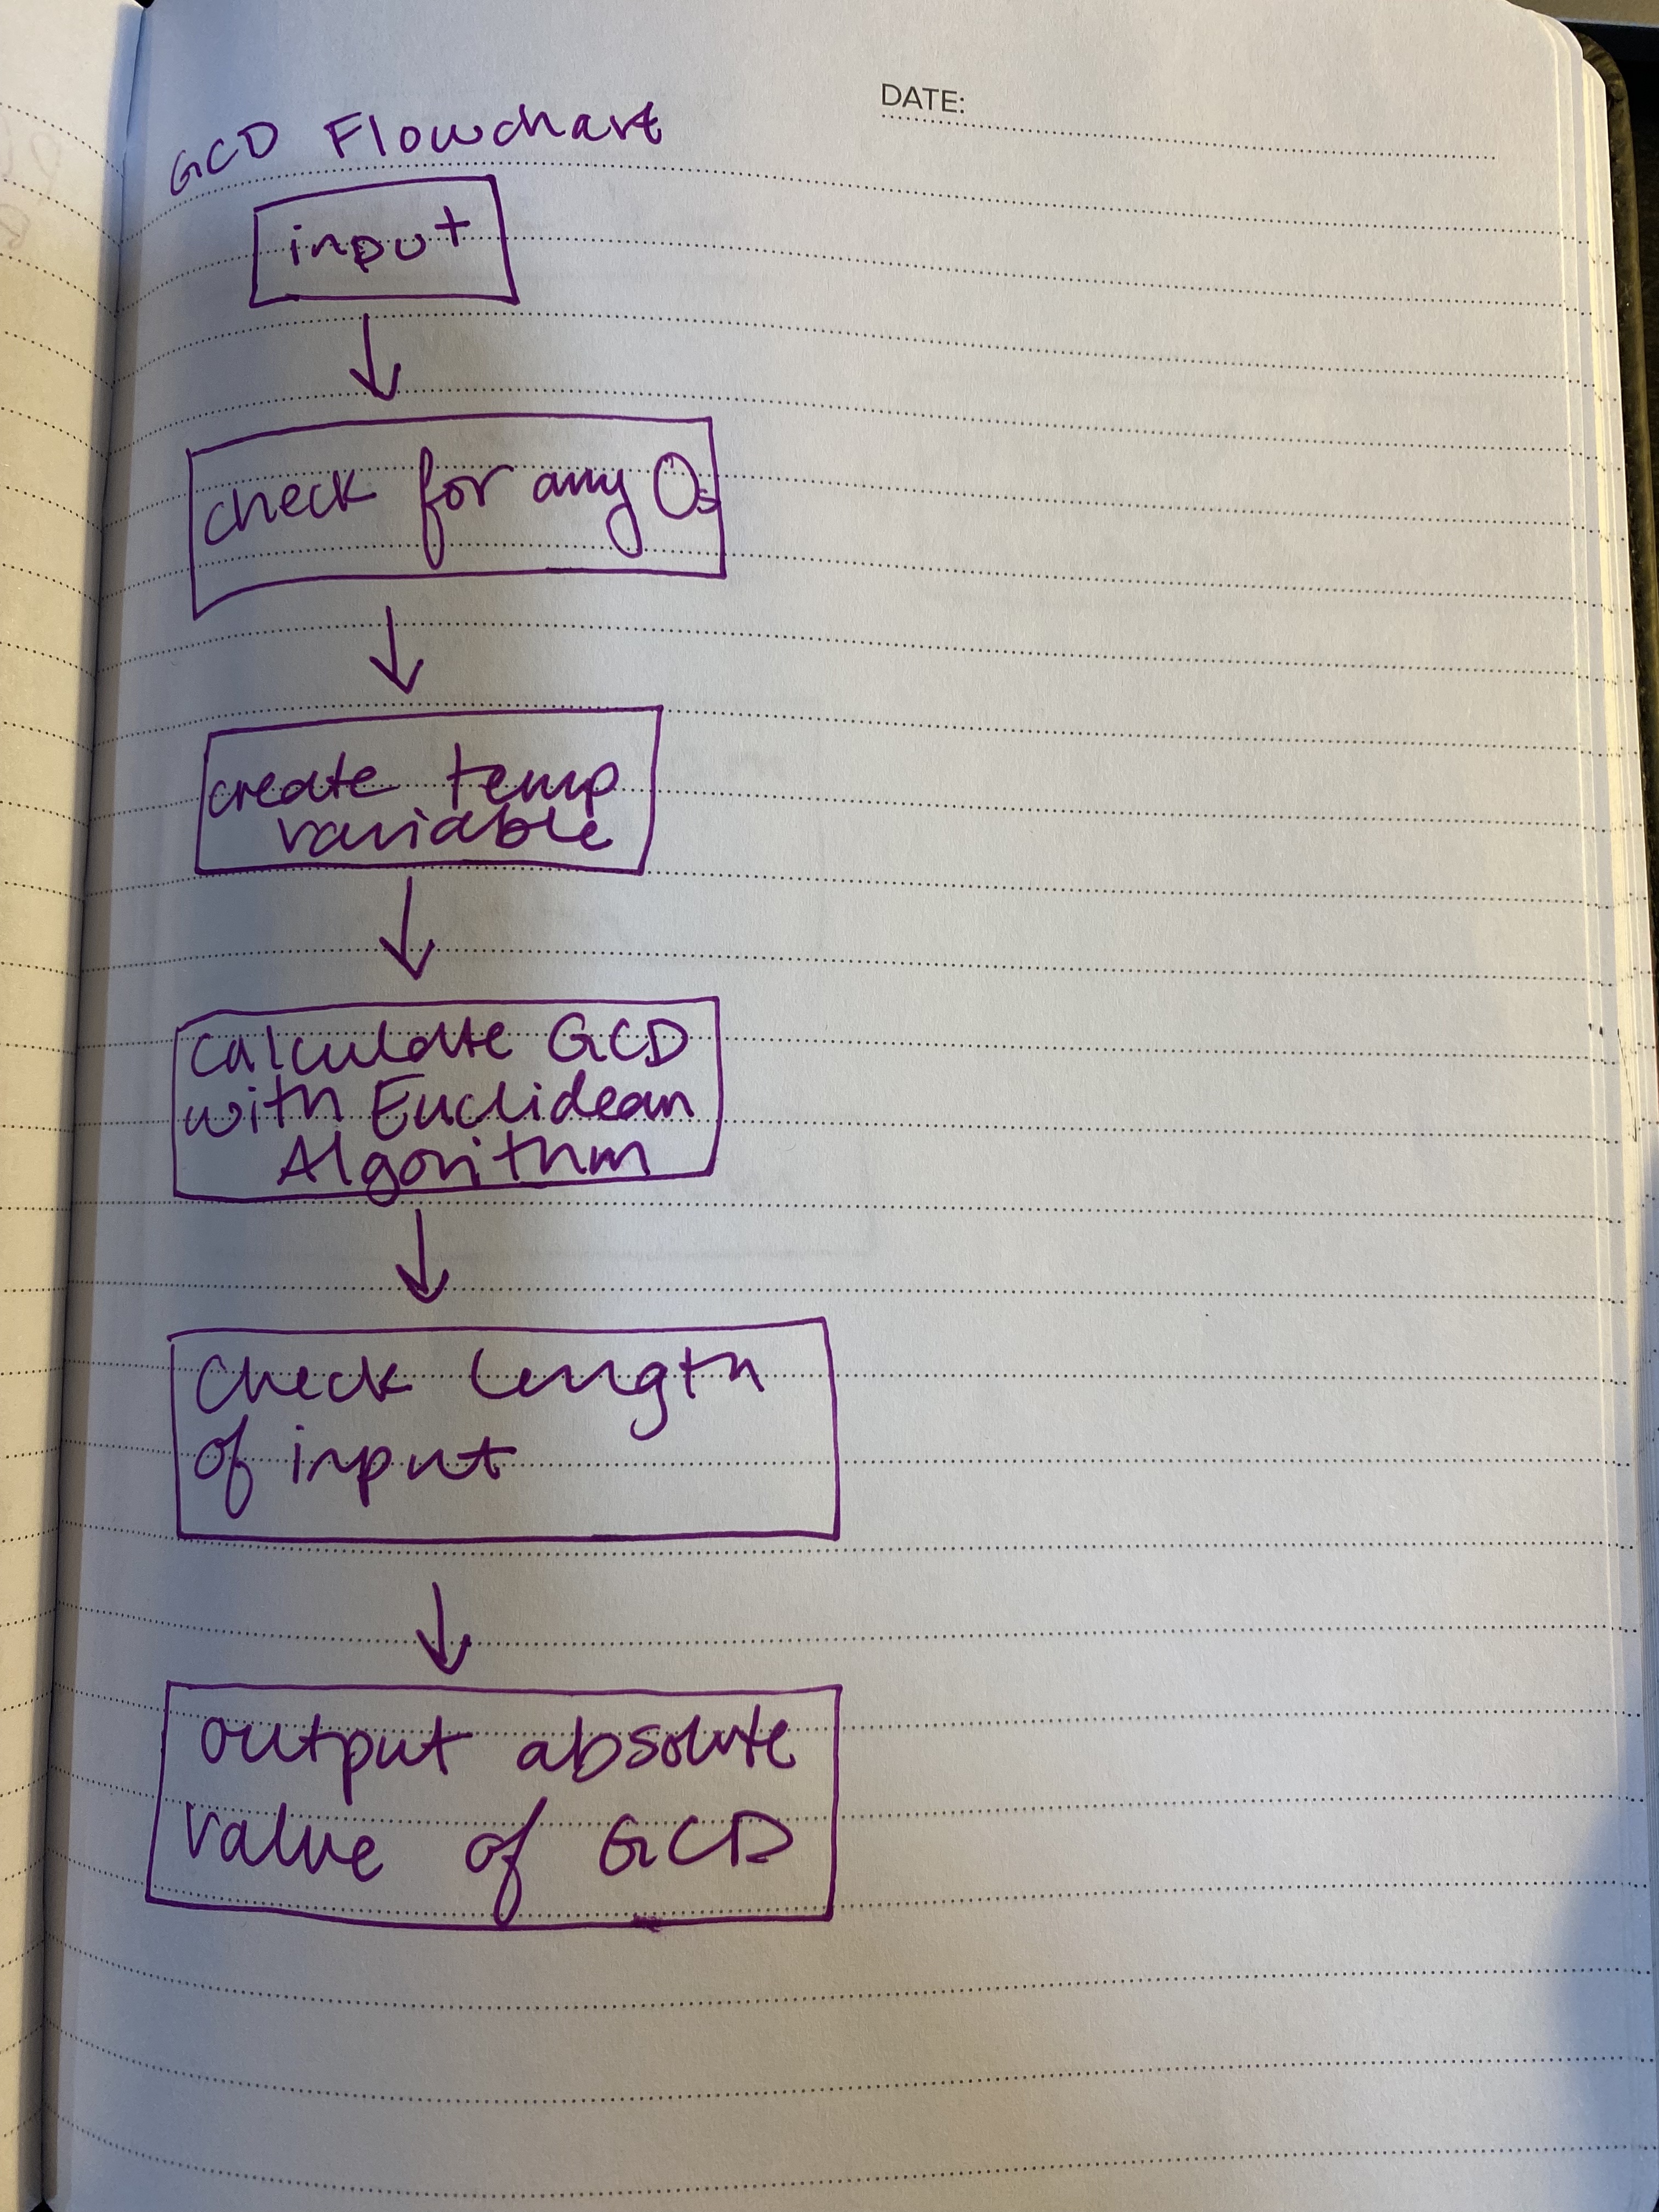 DATE:
GCD Flowchart
input
check for any 0s
create temp
variable
calculate GCD
with Euclidean
Algorithm
Check length
of input
output absolute
value of GCD